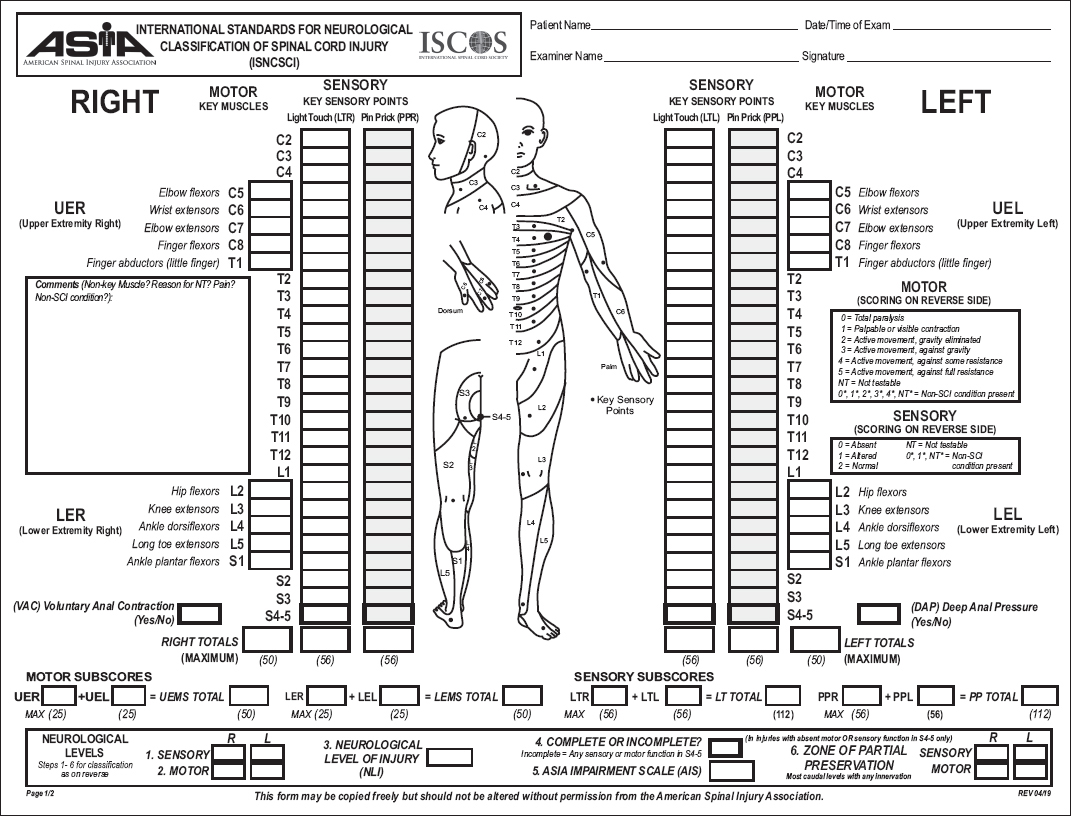 ASIA
AMERICAN SPINAL INJURY ASSOCIATION
INTERNATIONAL STANDARDS FOR NEUROLOGICAL
CLASSIFICATION OF SPINAL CORD INJURY
(ISNCSCI)
ISCOS
INTERNATIONAL SPINAL CORD SOCIETY
Patient Name Date/Time of Exam
Examiner Name Signature
RIGHT
MOTOR
KEY MUSCLES
SENSORY
KEY SENSORY POINTS
Light Touch (LTR) Pin Prick (PPR)
C2
C3
C4
Elbow flexors C5
Wrist extensors C6
Elbow extensors C7
Finger flexors C8
Finger abductors (little finger) T1
UER
(Upper Extremity Right)
Comments (Non-key Muscle? Reason for NT? Pain?
Non-SCI condition?):
T2
T3
T4
T5
T6
T7
T8
T9
T10
T11
T12
L1
Hip flexors L2
Knee extensors L3
Ankle dorsiflexors L4
Long toe extensors L5
Ankle plantar flexors S1
LER
(Lower Extremity Right)
S2
S3
S4-5
(VAC) Voluntary Anal Contraction
(Yes/No)
RIGHT TOTALS
(MAXIMUM) (50) (56) (56)
C2
C3
C4
C2
C3
C4
T2
T3
T4
T5
T6
T7
T8
T9
T10
T11
T12
C5
T1
C6
L1
Dorsum
Palm
• Key Sensory
Points
S3
S4-5
L2
S2
L3
L4
L5
S1
L5
SENSORY
KEY SENSORY POINTS
Light Touch (LTL) Pin Prick (PPL)
MOTOR
KEY MUSCLES
LEFT
C2
C3
C4
C5 Elbow flexors
C6 Wrist extensors
C7 Elbow extensors
C8 Finger flexors
T1 Finger abductors (little finger)
UEL
(Upper Extremity Left)
T2
T3
T4
T5
T6
T7
T8
T9
T10
T11
T12
L1
MOTOR
(SCORING ON REVERSE SIDE)
0 = Total paralysis
1 = Palpable or visible contraction
2 = Active movement, gravity eliminated
3 = Active movement, against gravity
4 = Active movement, against some resistance
5 = Active movement, against full resistance
NT = Not testable
0*, 1*, 2*, 3*, 4*, NT* = Non-SCI condition present
SENSORY
(SCORING ON REVERSE SIDE)
0 = Absent NT = Not testable
1 = Altered 0*, 1*, NT* = Non-SCI
2 = Normal condition present
L2 Hip flexors
L3 Knee extensors
L4 Ankle dorsiflexors
L5 Long toe extensors
S1 Ankle plantar flexors
LEL
(Lower Extremity Left)
S2
S3
S4-5
(DAP) Deep Anal Pressure
(Yes/No)
LEFT TOTALS
(56) (56) (50) (MAXIMUM)
MOTOR SUBSCORES
UER +UEL = UEMS TOTAL LER + LEL = LEMS TOTAL
MAX (25) (25) (50) MAX (25) (25) (50)
SENSORY SUBSCORES
LTR + LTL = LT TOTAL PPR + PPL = PP TOTAL
MAX (56) (56) (112) MAX (56) (56) (112)
NEUROLOGICAL
LEVELS
Steps 1- 6 for classification
as on reverse
R L
1. SENSORY
2. MOTOR
3. NEUROLOGICAL
LEVEL OF INJURY
(NLI)
4. COMPLETE OR INCOMPLETE?
Incomplete = Any sensory or motor function in S4-5
5. ASIA IMPAIRMENT SCALE (AIS)
(In injuries with absent motor OR sensory function in S4-5 only)
6. ZONE OF PARTIAL
PRESERVATION
Most caudal levels with any innervation
R L
SENSORY
MOTOR
Page 1/2
This form may be copied freely but should not be altered without permission from the American Spinal Injury Association.
REV 04/19